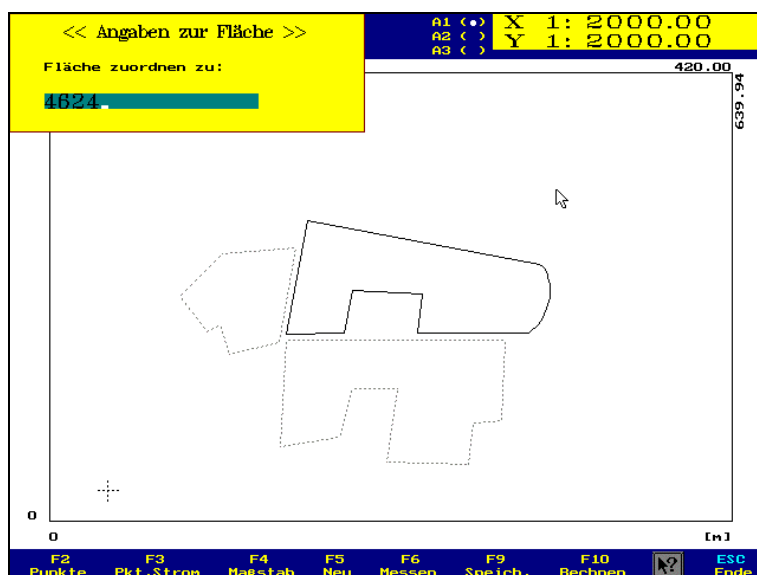 << Angaben zur Fläche >>
Fläche zuordnen zu:
4624
A1 (•) X 1: 2000.00
A2 ( ) Y 1: 2000.00
A3 ( )
420.00
639.94
0
0 [m]
F2 F3 F4 F5 F6 F9 F10 ESC
Punkte Pkt.Strom Maßstab Neu Messen Speich. Rechnen ? Ende